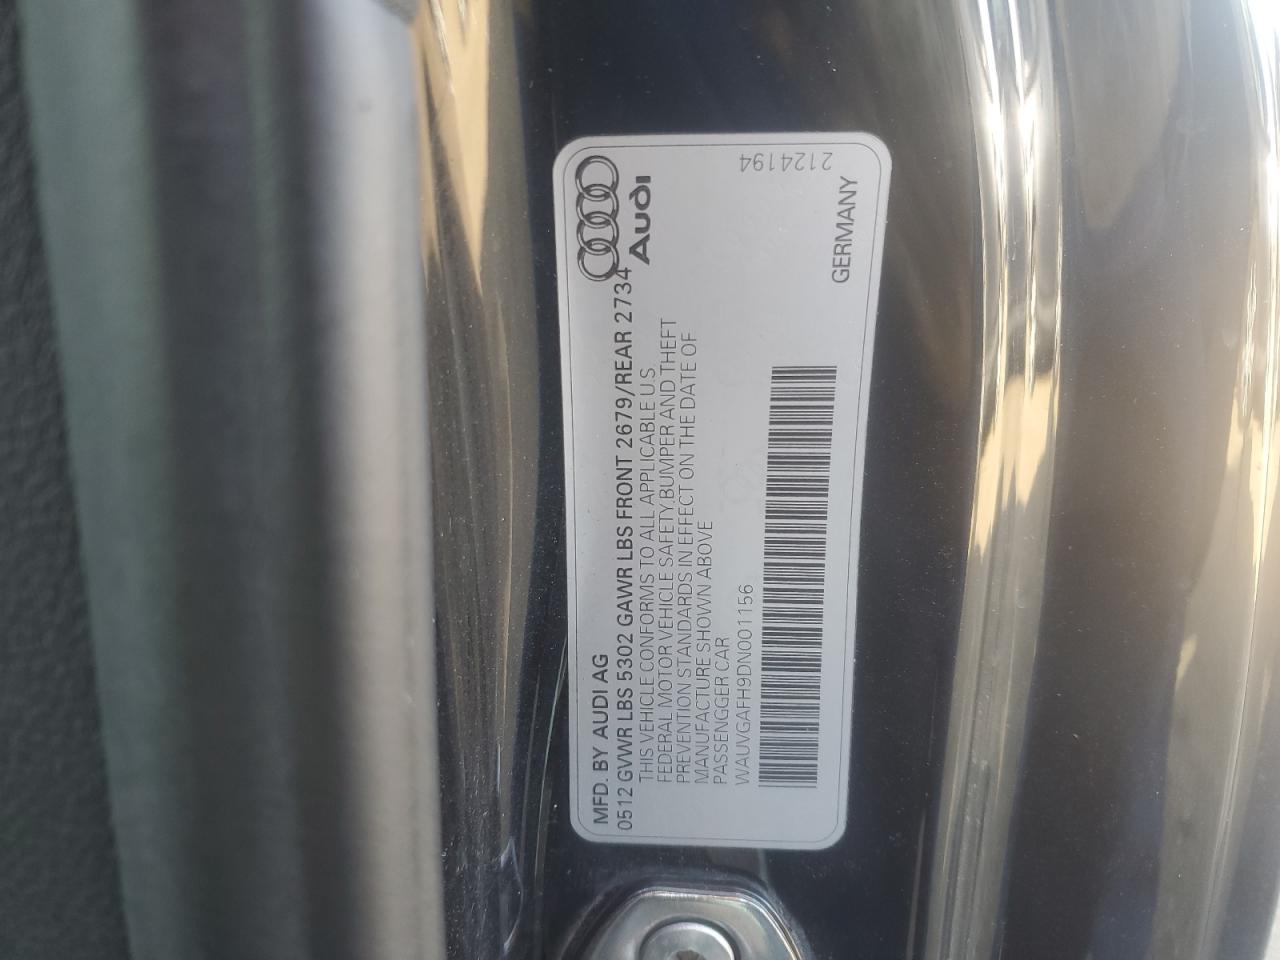 MFD. BY AUDI AG
0512 GVWR LBS 5302 GAWR LBS FRONT 2679/REAR 2734
THIS VEHICLE CONFORMS TO ALL APPLICABLE U.S.
FEDERAL MOTOR VEHICLE SAFETY,BUMPER AND THEFT
PREVENTION STANDARDS IN EFFECT ON THE DATE OF
MANUFACTURE SHOWN ABOVE
PASSENGER CAR
WAUVGAFH9DN001156
Audi
GERMANY
2124194